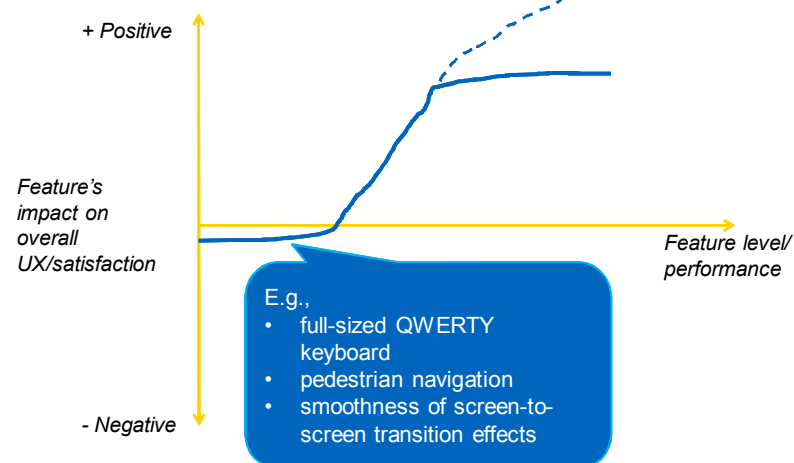 + Positive
Feature's
impact on
overall
UX/satisfaction
Feature level/
performance
E.g.,
• full-sized QWERTY
keyboard
• pedestrian navigation
• smoothness of screen-to-
screen transition effects
- Negative